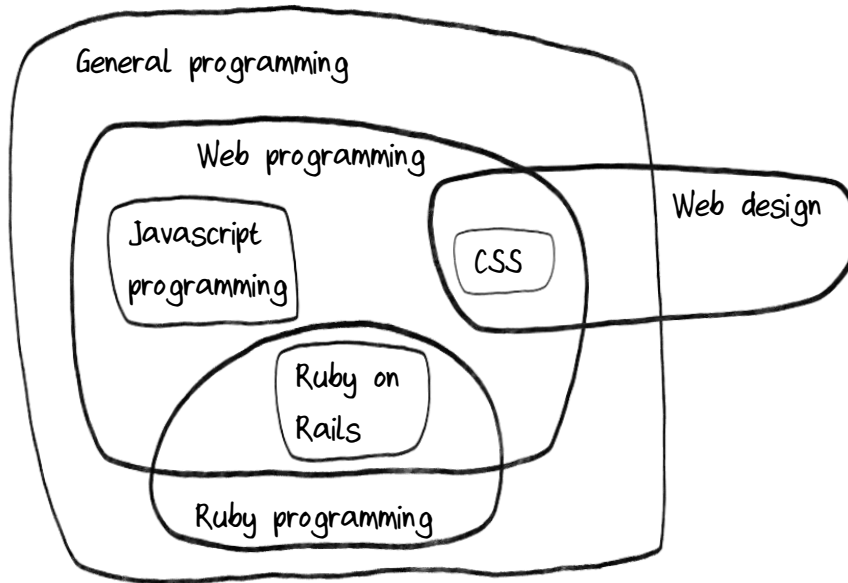 General programming
Web programming
Web design
Javascript
programming
CSS
Ruby on
Rails
Ruby programming